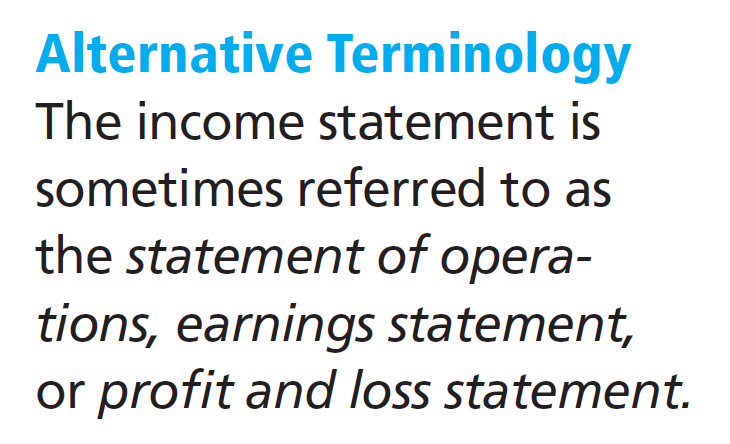 Alternative Terminology
The income statement is
sometimes referred to as
the statement of opera-
tions, earnings statement,
or profit and loss statement.